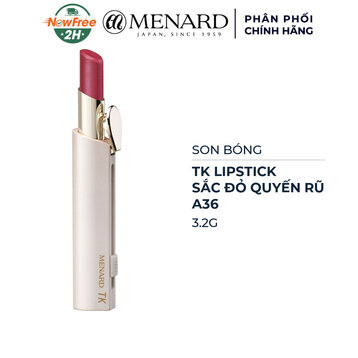 NowFree
2H
MENARD
JAPAN, SINCE 1959
PHÂN PHỐI
CHÍNH HÃNG
SON BÓNG
TK LIPSTICK
SẮC ĐỎ QUYẾN RŨ
A36
3.2G
MENARD TK